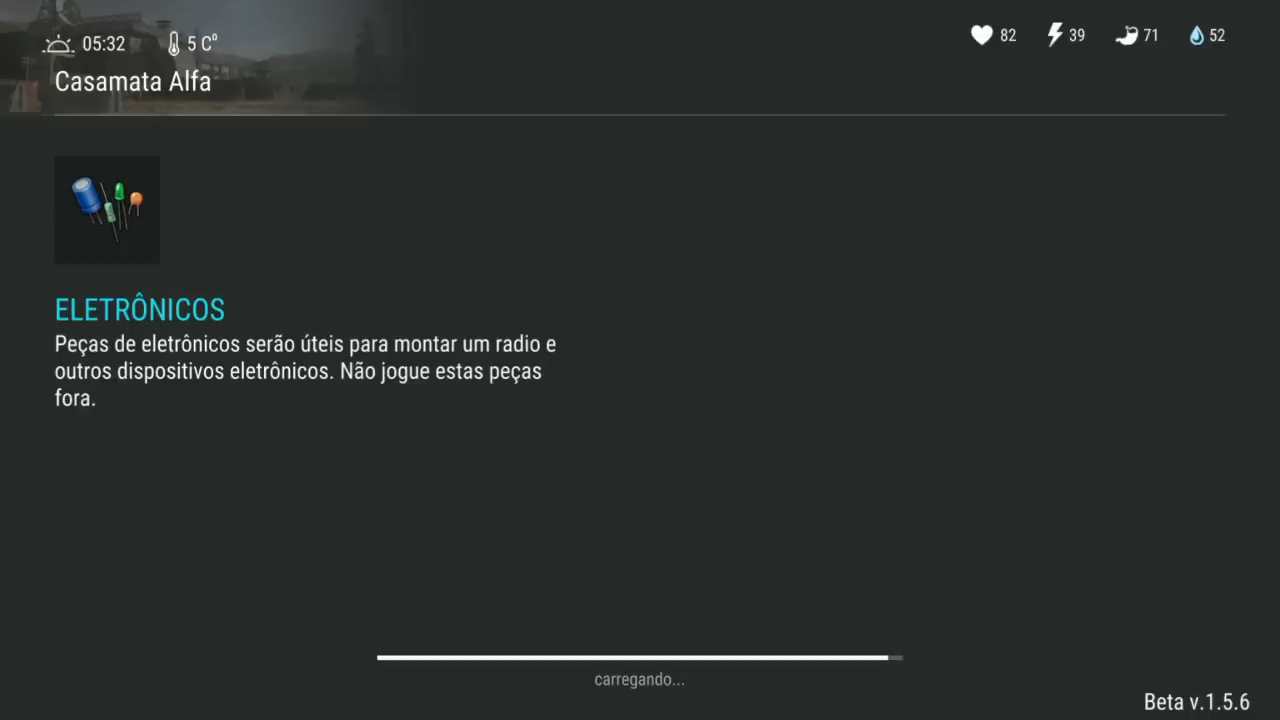 05:32 5 Cº
82 39 71 52
Casamata Alfa
ELETRÔNICOS
Peças de eletrônicos serão úteis para montar um radio e
outros dispositivos eletrônicos. Não jogue estas peças
fora.
carregando...
Beta v.1.5.6